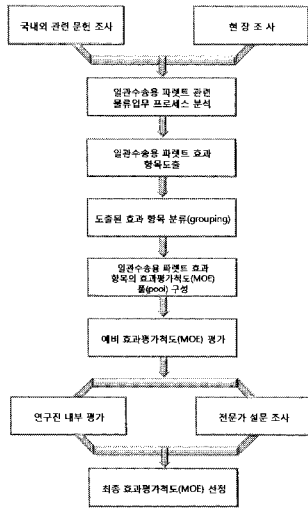 국내외 관련 문헌 조사
현 장 조 사
일관수송용 파렛트 관련
물류업무 프로세스 분석
일관수송용 파렛트 효과
항목도출
도출된 효과 항목 분류(grouping)
일관수송용 파렛트 효과
항목의 효과평가척도(MOE)
풀(pool) 구성
예비 효과평가척도(MOE) 평가
연구진 내부 평가
전문가 설문 조사
최종 효과평가척도(MOE) 선정